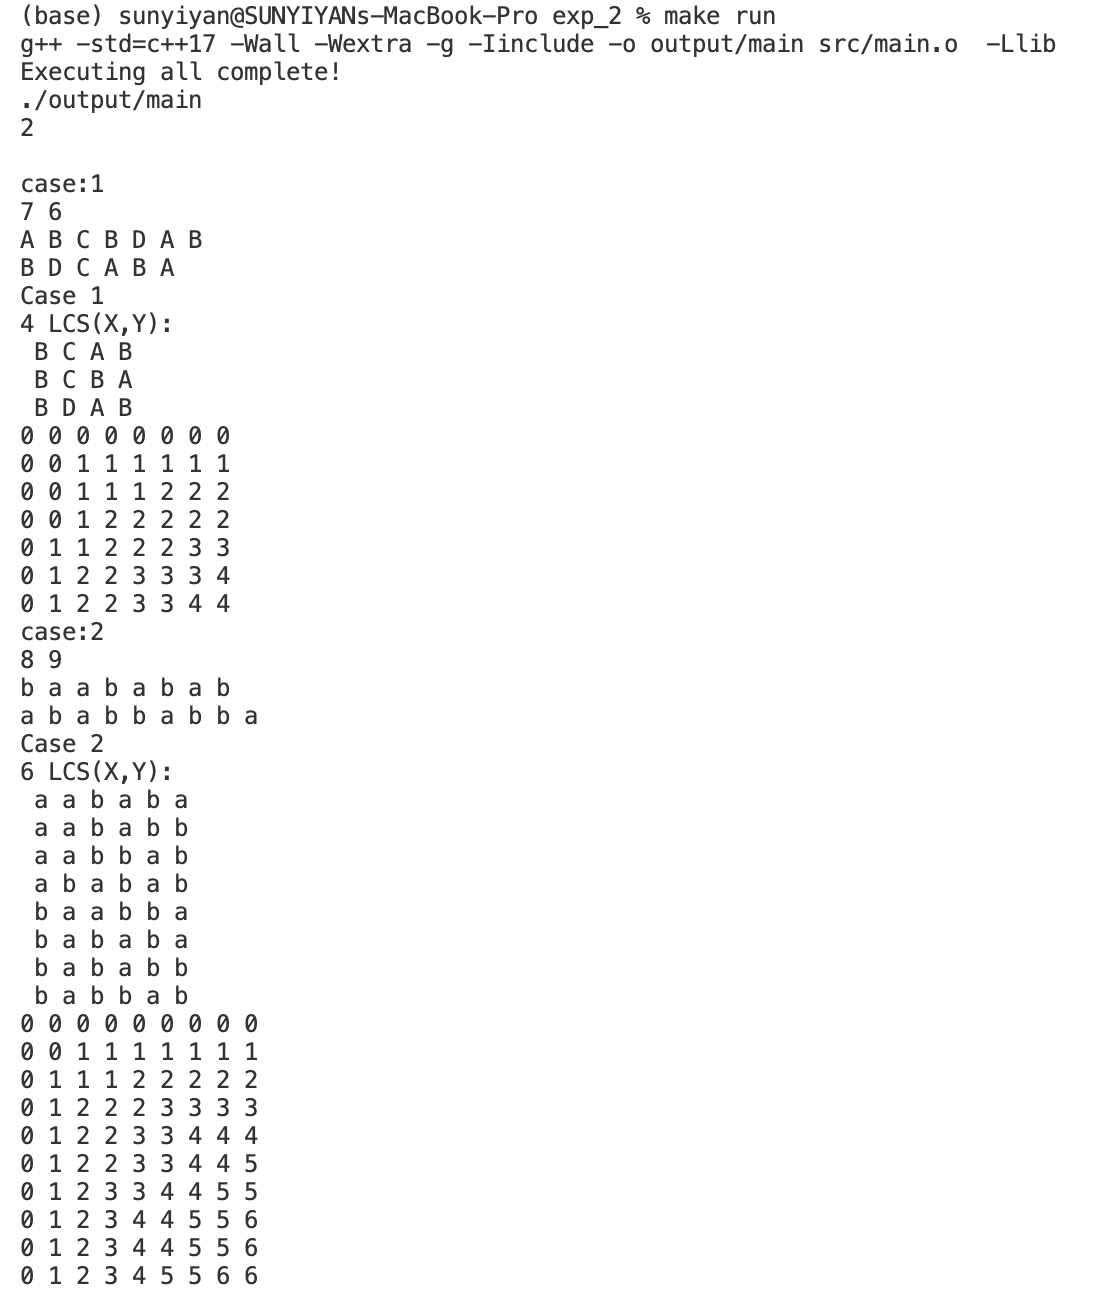 (base) sunyiyan@SUNYIYANs-MacBook-Pro exp_2 % make run
g++ -std=c++17 -Wall -Wextra -g -Iinclude -o output/main src/main.o  -Llib
Executing all complete!
./output/main
2

case:1
7 6
A B C B D A B
B D C A B A
Case 1
4 LCS(X,Y):
 B C A B
 B C B A
 B D A B
0 0 0 0 0 0 0 0
0 0 1 1 1 1 1 1
0 0 1 1 1 2 2 2
0 0 1 2 2 2 2 2
0 1 1 2 2 2 3 3
0 1 2 2 3 3 3 4
0 1 2 2 3 3 4 4
case:2
8 9
b a a b a b a b
a b a b b a b b a
Case 2
6 LCS(X,Y):
 a a b a b a
 a a b a b b
 a a b b a b
 a b a b a b
 b a a b b a
 b a b a b a
 b a b a b b
 b a b b a b
0 0 0 0 0 0 0 0 0
0 0 1 1 1 1 1 1 1
0 1 1 1 2 2 2 2 2
0 1 2 2 2 3 3 3 3
0 1 2 2 3 3 4 4 4
0 1 2 2 3 3 4 4 5
0 1 2 3 3 4 4 5 5
0 1 2 3 4 4 5 5 6
0 1 2 3 4 4 5 5 6
0 1 2 3 4 5 5 6 6